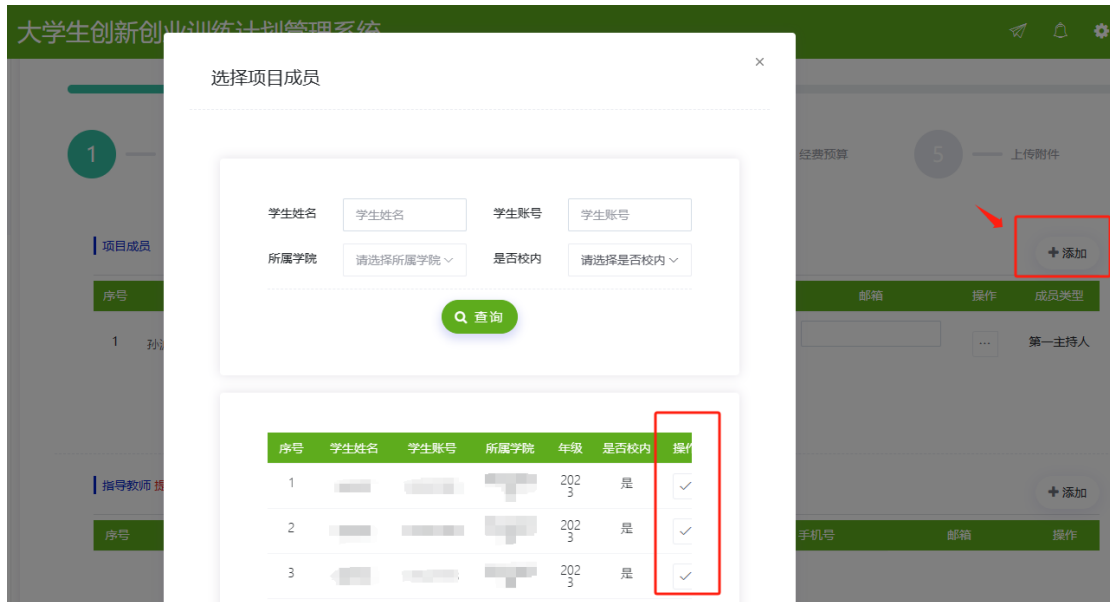 大学生创新创业训练计划管理系统
选择项目成员
×
1
经费预算
5
上传附件
学生姓名 学生姓名 学生账号 学生账号
项目成员
+添加
所属学院 请选择所属学院 是否校内 请选择是否校内
序号 邮箱 操作 成员类型
查询
1 孙 ... 第一主持人
序号 学生姓名 学生账号 所属学院 年级 是否校内 操作
1 2023 是
指导教师
+添加
2 2023 是
序号 手机号 邮箱 操作
3 2023 是